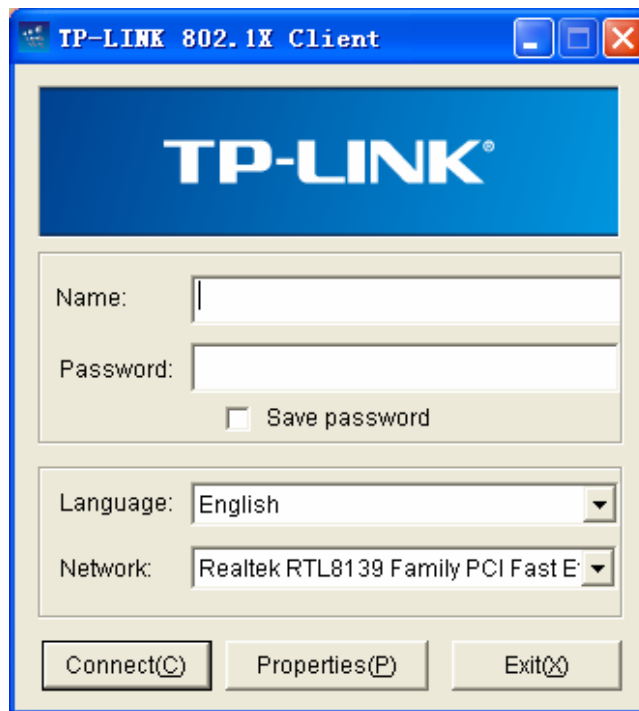 TP-LINK 802.1X Client
TP-LINK®
Name:
Password:
Save password
Language: English
Network: Realtek RTL8139 Family PCI Fast E
Connect(C) Properties(P) Exit(X)